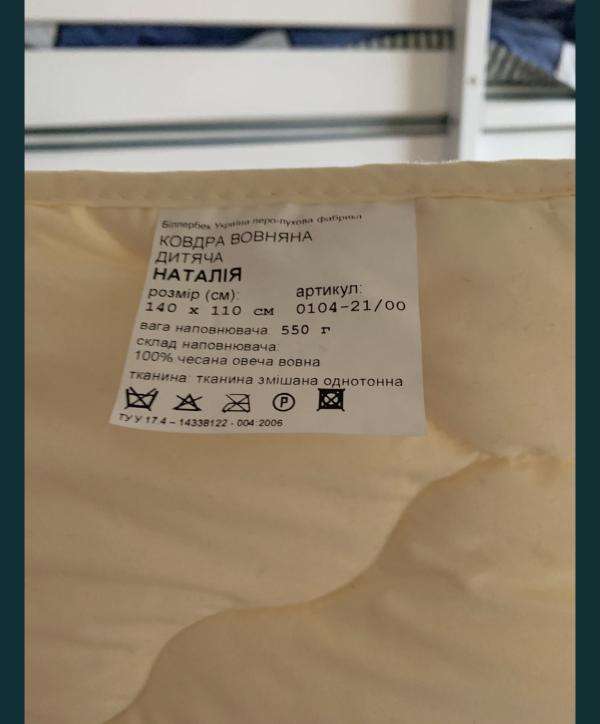 Біллербек Україна перо-пухова фабрика
КОВДРА ВОВНЯНА
ДИТЯЧА
НАТАЛІЯ
розмір (см): артикул:
140 x 110 см 0104-21/00
вага наповнювача: 550 г
склад наповнювача:
100% чесана овеча вовна
тканина: тканина змішана однотонна
P
ТУ У 17.4 – 14338122 - 004:2006